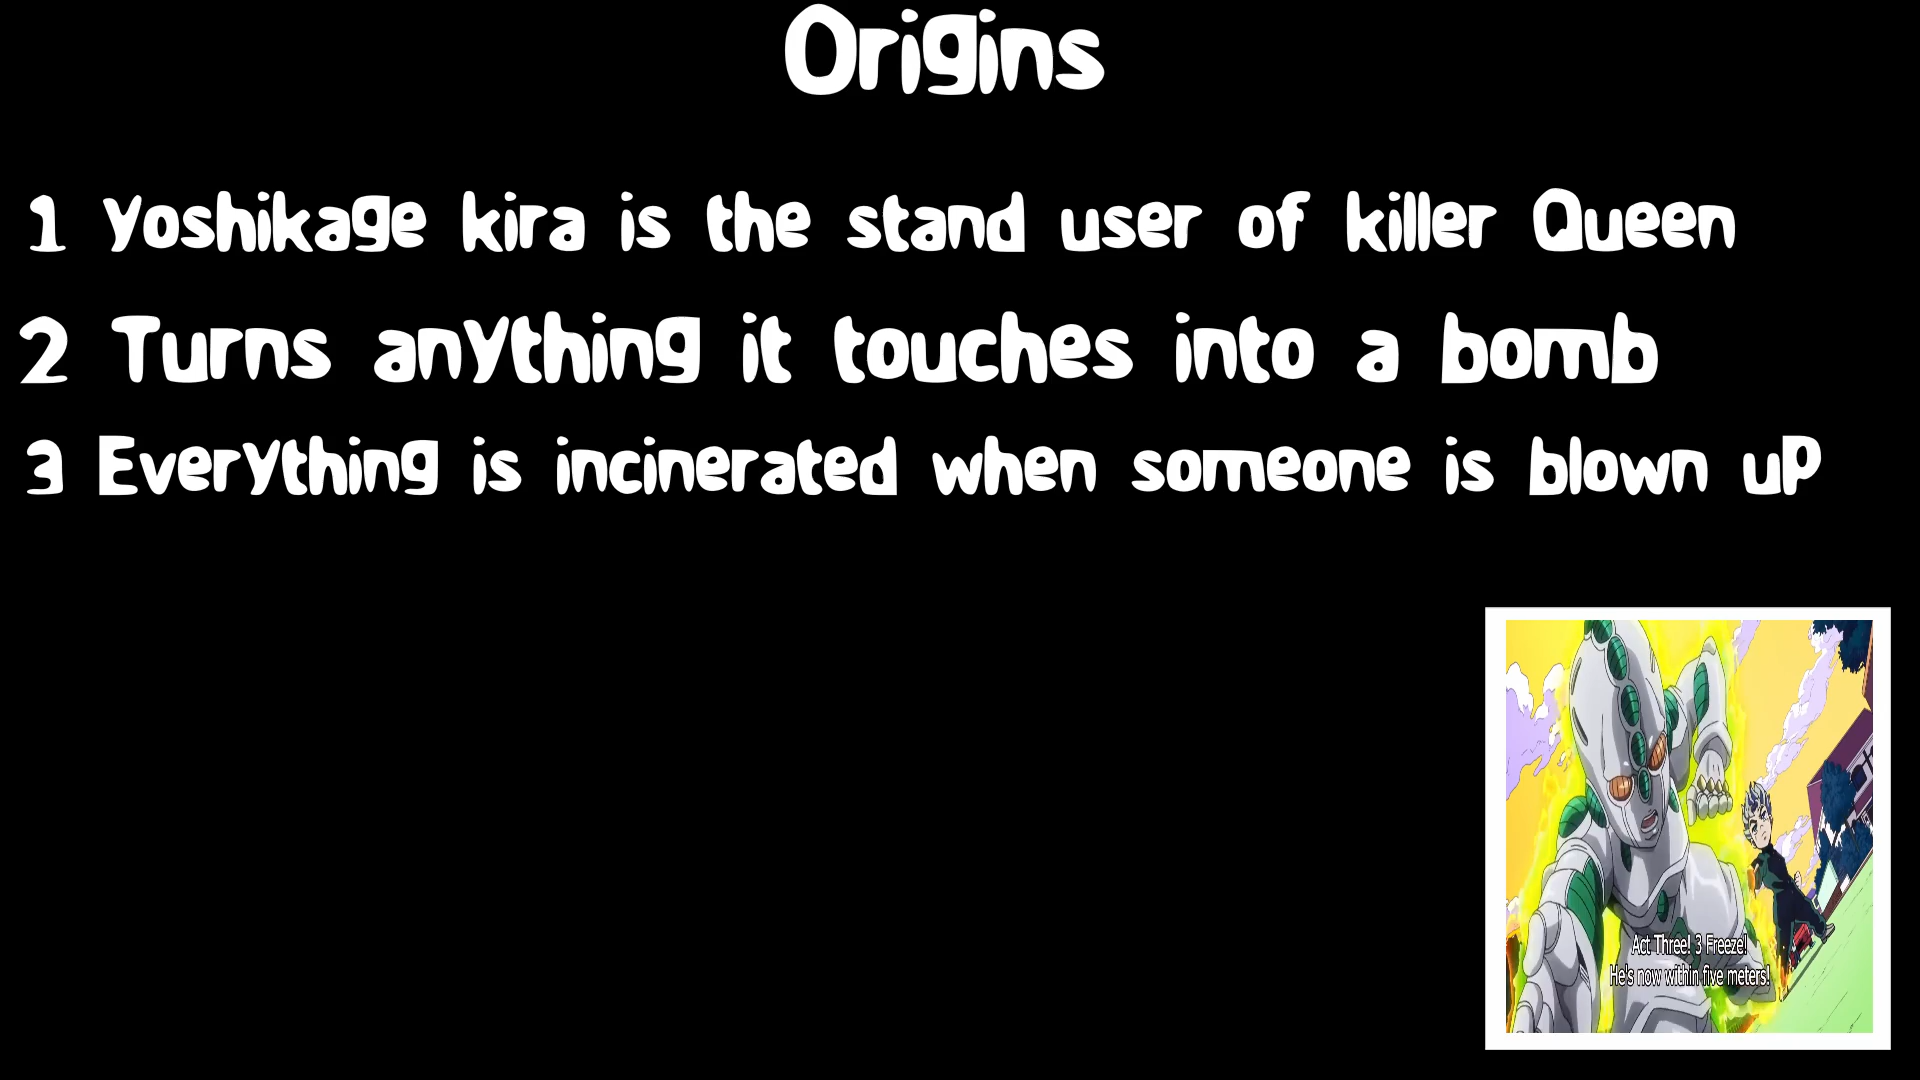 Origins
1 Yoshikage kira is the stand user of killer Queen
2 Turns anything it touches into a bomb
3 Everything is incinerated when someone is blown up
Act Three! 3 Freeze!
He's now within five meters!